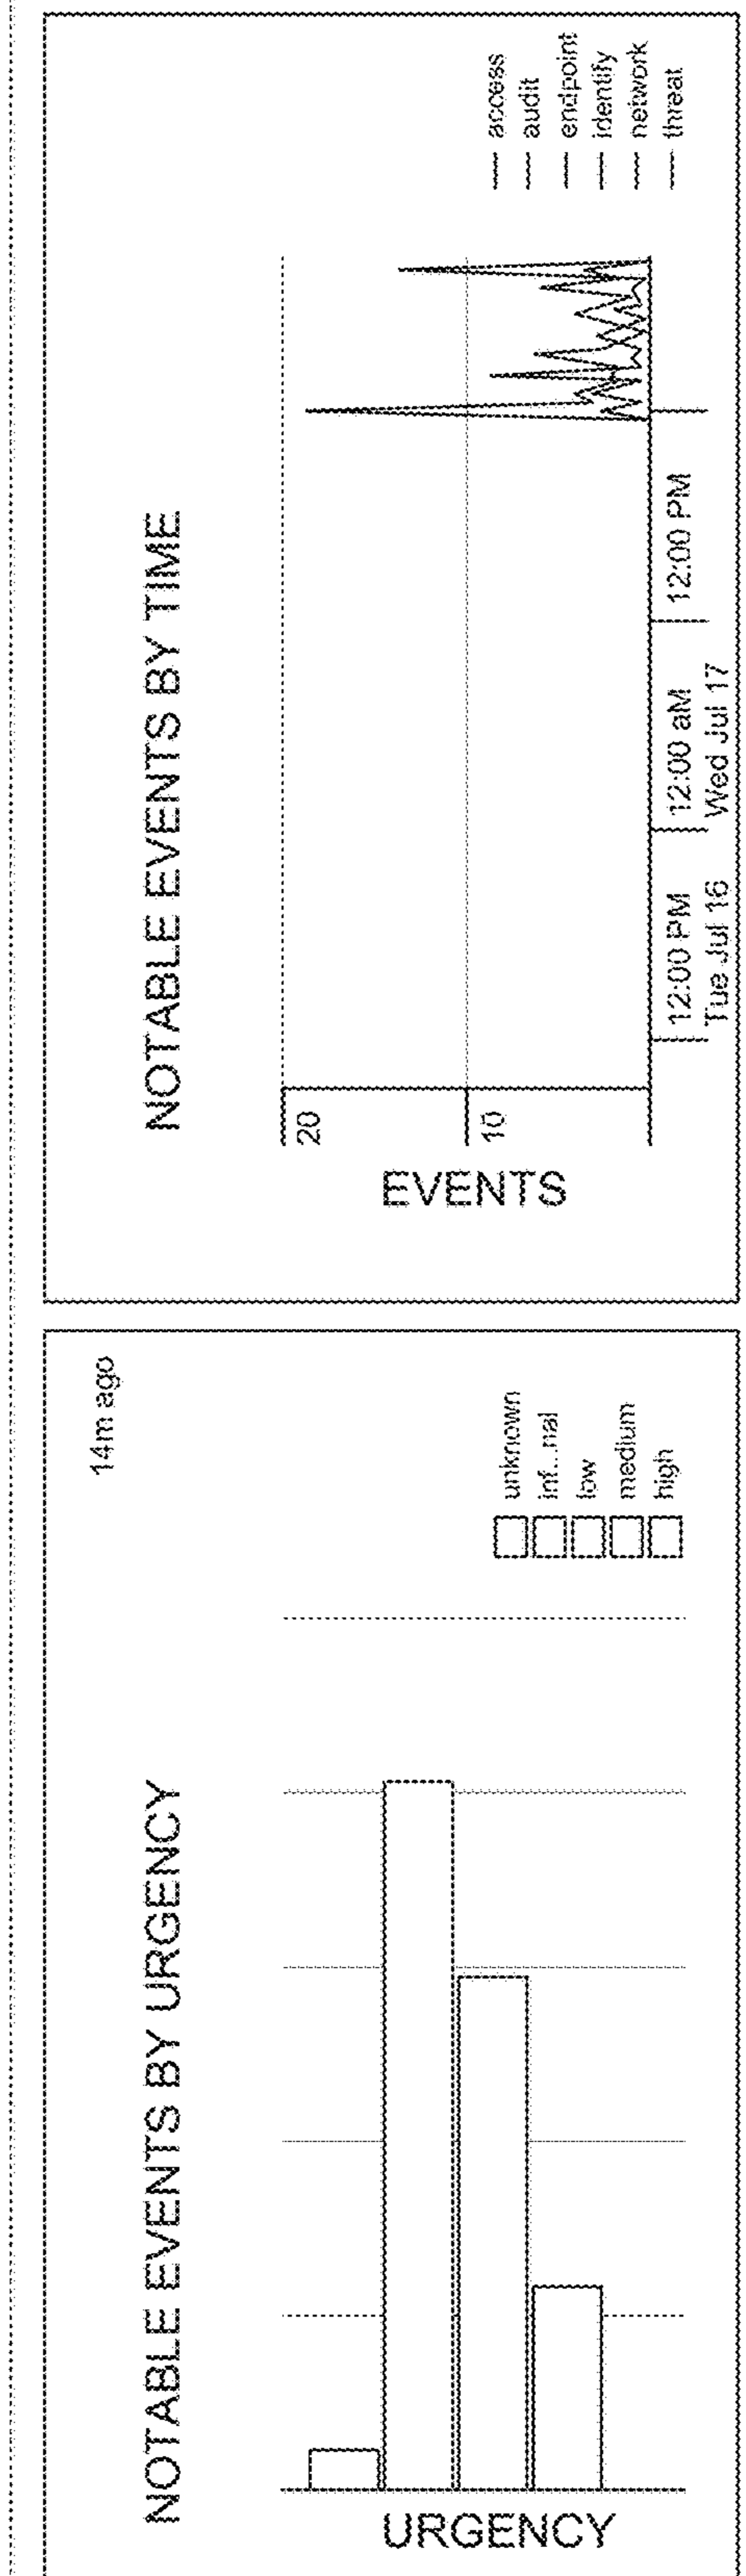 NOTABLE EVENTS BY URGENCY
14m ago
URGENCY
unknown
inf...nal
low
medium
high
NOTABLE EVENTS BY TIME
EVENTS
20
10
12:00 PM
Tue Jul 16
12:00 aM
Wed Jul 17
12:00 PM
access
audit
endpoint
identify
network
threat